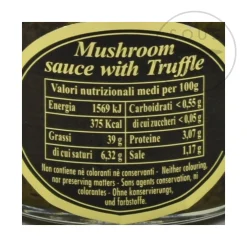 SOUS
Mushroom
sauce with Truffle
Valori nutrizionali medi per 100g
Energia 1569 kJ Carboidrati < 0,55 g
375 Kcal di cui zuccheri < 0,05 g
Grassi 39 g Proteine 3,07 g
di cui saturi 6,32 g Sale 1,17 g
Non contiene né coloranti né conservanti - Neither colouring,
nor preserving matters - Sans agents conservation, ni
colorantes - Ohne konservierungs,
und farbstoffe.